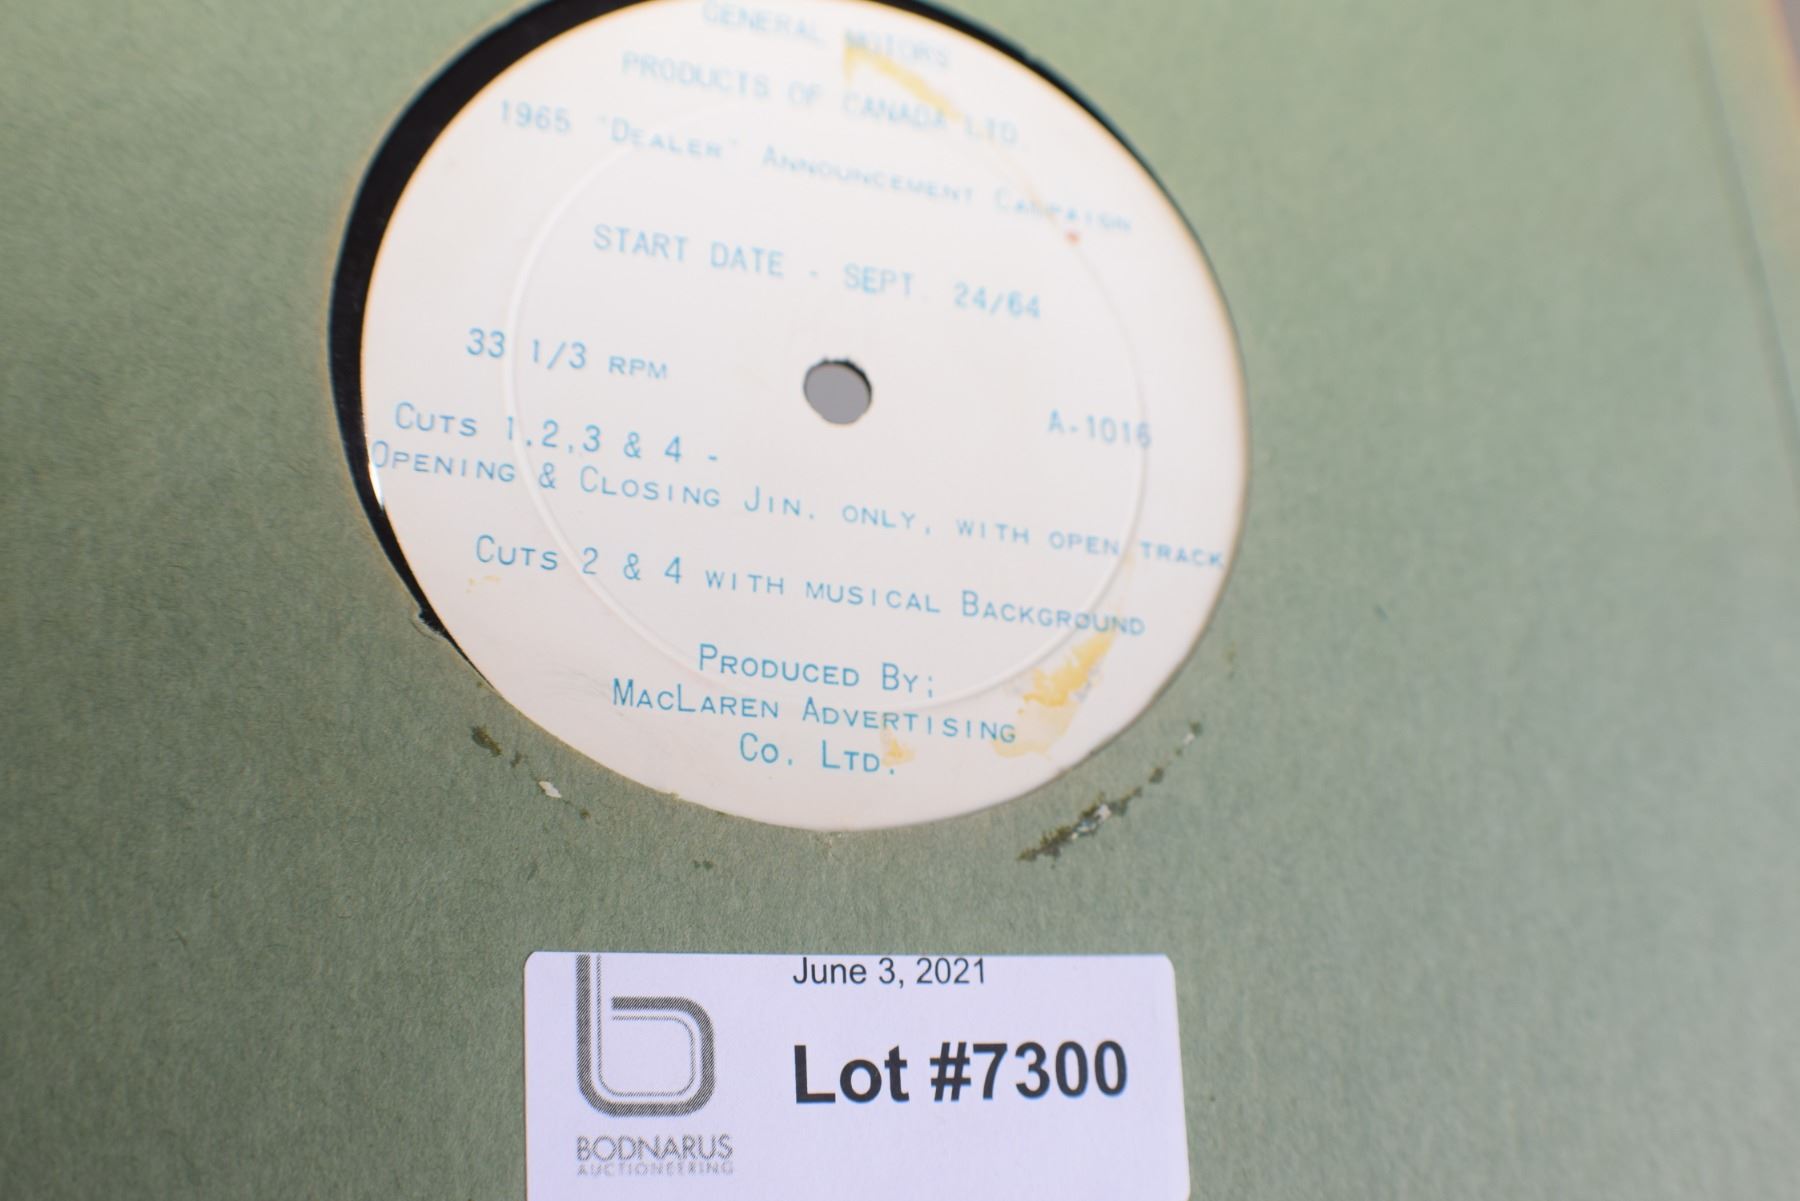 GENERAL MOTORS
PRODUCTS OF CANADA LTD.
1965 "DEALER" ANNOUNCEMENT CAMPAIGN
START DATE - SEPT. 24/64
33 1/3 RPM
A-1016
CUTS 1,2,3 & 4 -
OPENING & CLOSING JIN. ONLY, WITH OPEN TRACK
CUTS 2 & 4 WITH MUSICAL BACKGROUND
PRODUCED BY;
MACLAREN ADVERTISING
CO. LTD.
June 3, 2021
Lot #7300
b
BODNARUS
AUCTIONEERING